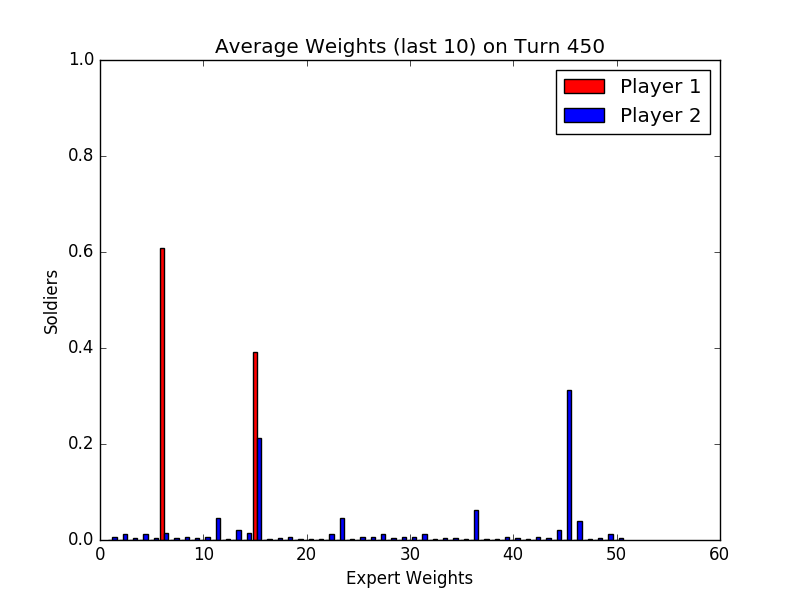 Average Weights (last 10) on Turn 450
1.0
0.8
0.6
0.4
0.2
0.0
Soldiers
Player 1
Player 2
0 10 20 30 40 50 60
Expert Weights